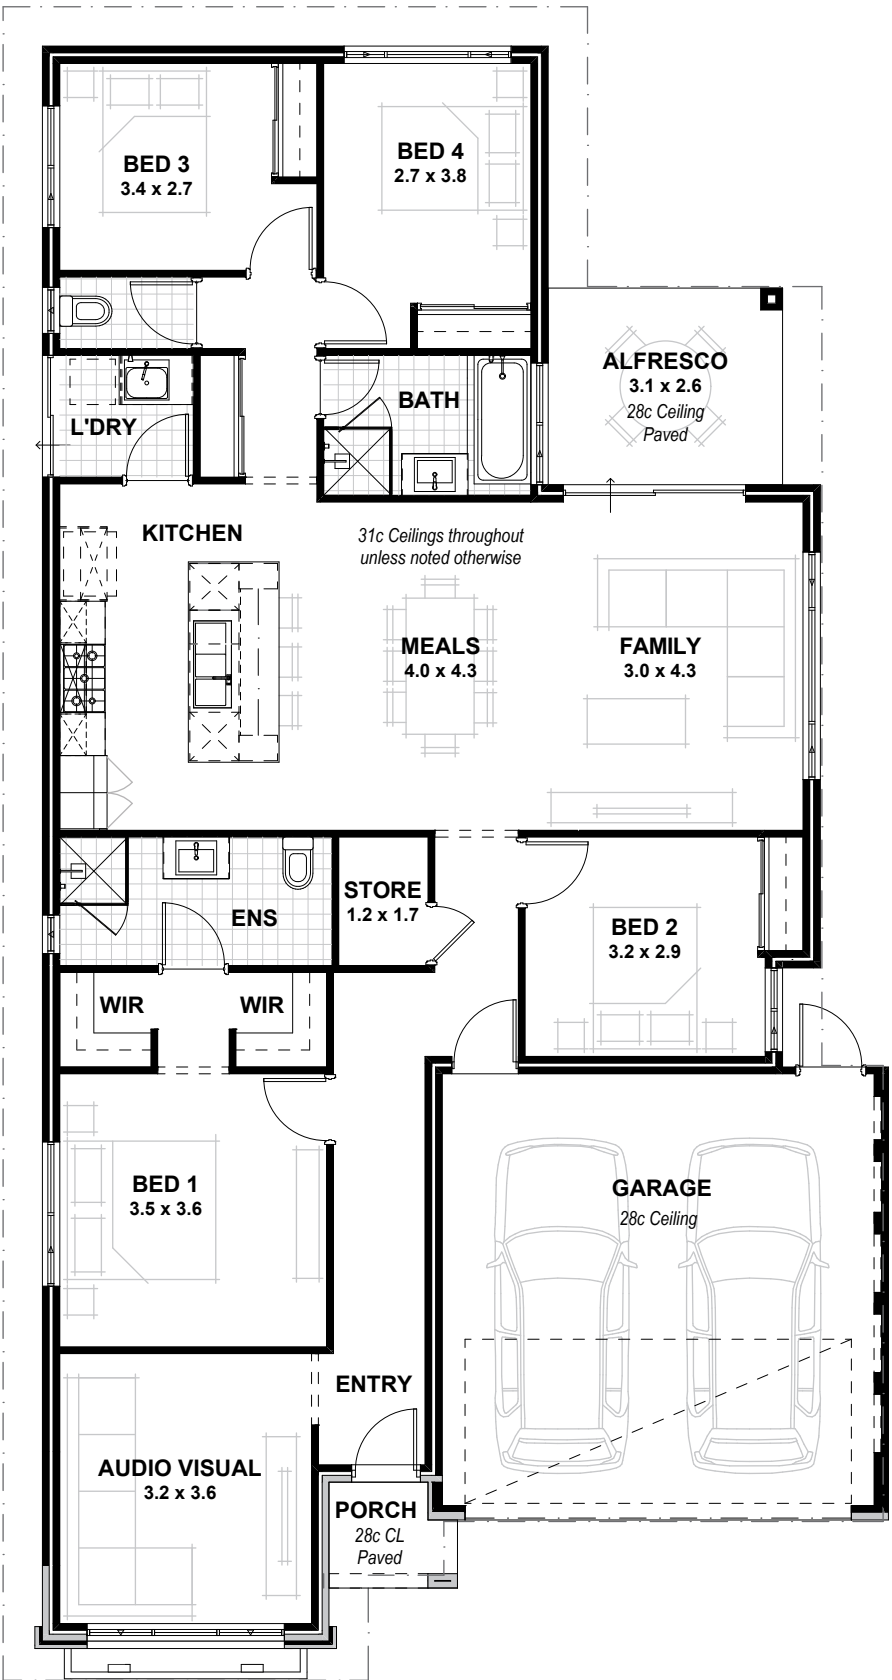 BED 3
3.4 x 2.7
BED 4
2.7 x 3.8
ALFRESCO
3.1 x 2.6
28c Ceiling
Paved
L'DRY
BATH
KITCHEN
31c Ceilings throughout
unless noted otherwise
MEALS
4.0 x 4.3
FAMILY
3.0 x 4.3
ENS
STORE
1.2 x 1.7
BED 2
3.2 x 2.9
WIR
WIR
BED 1
3.5 x 3.6
GARAGE
28c Ceiling
ENTRY
AUDIO VISUAL
3.2 x 3.6
PORCH
28c CL
Paved